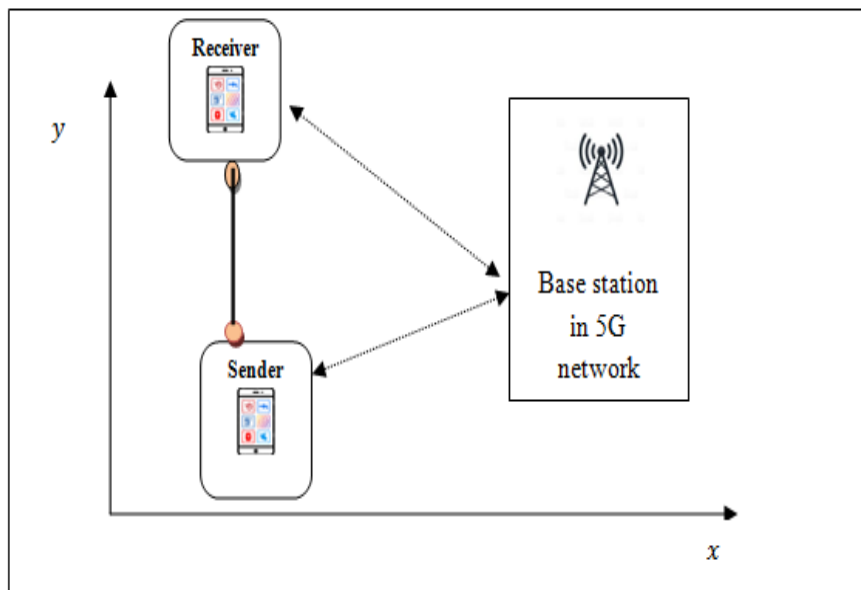 Receiver
y
Base station
in 5G
network
Sender
x